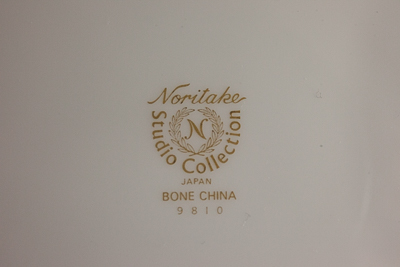 Noritake
N
Studio Collection
JAPAN
BONE CHINA
9810